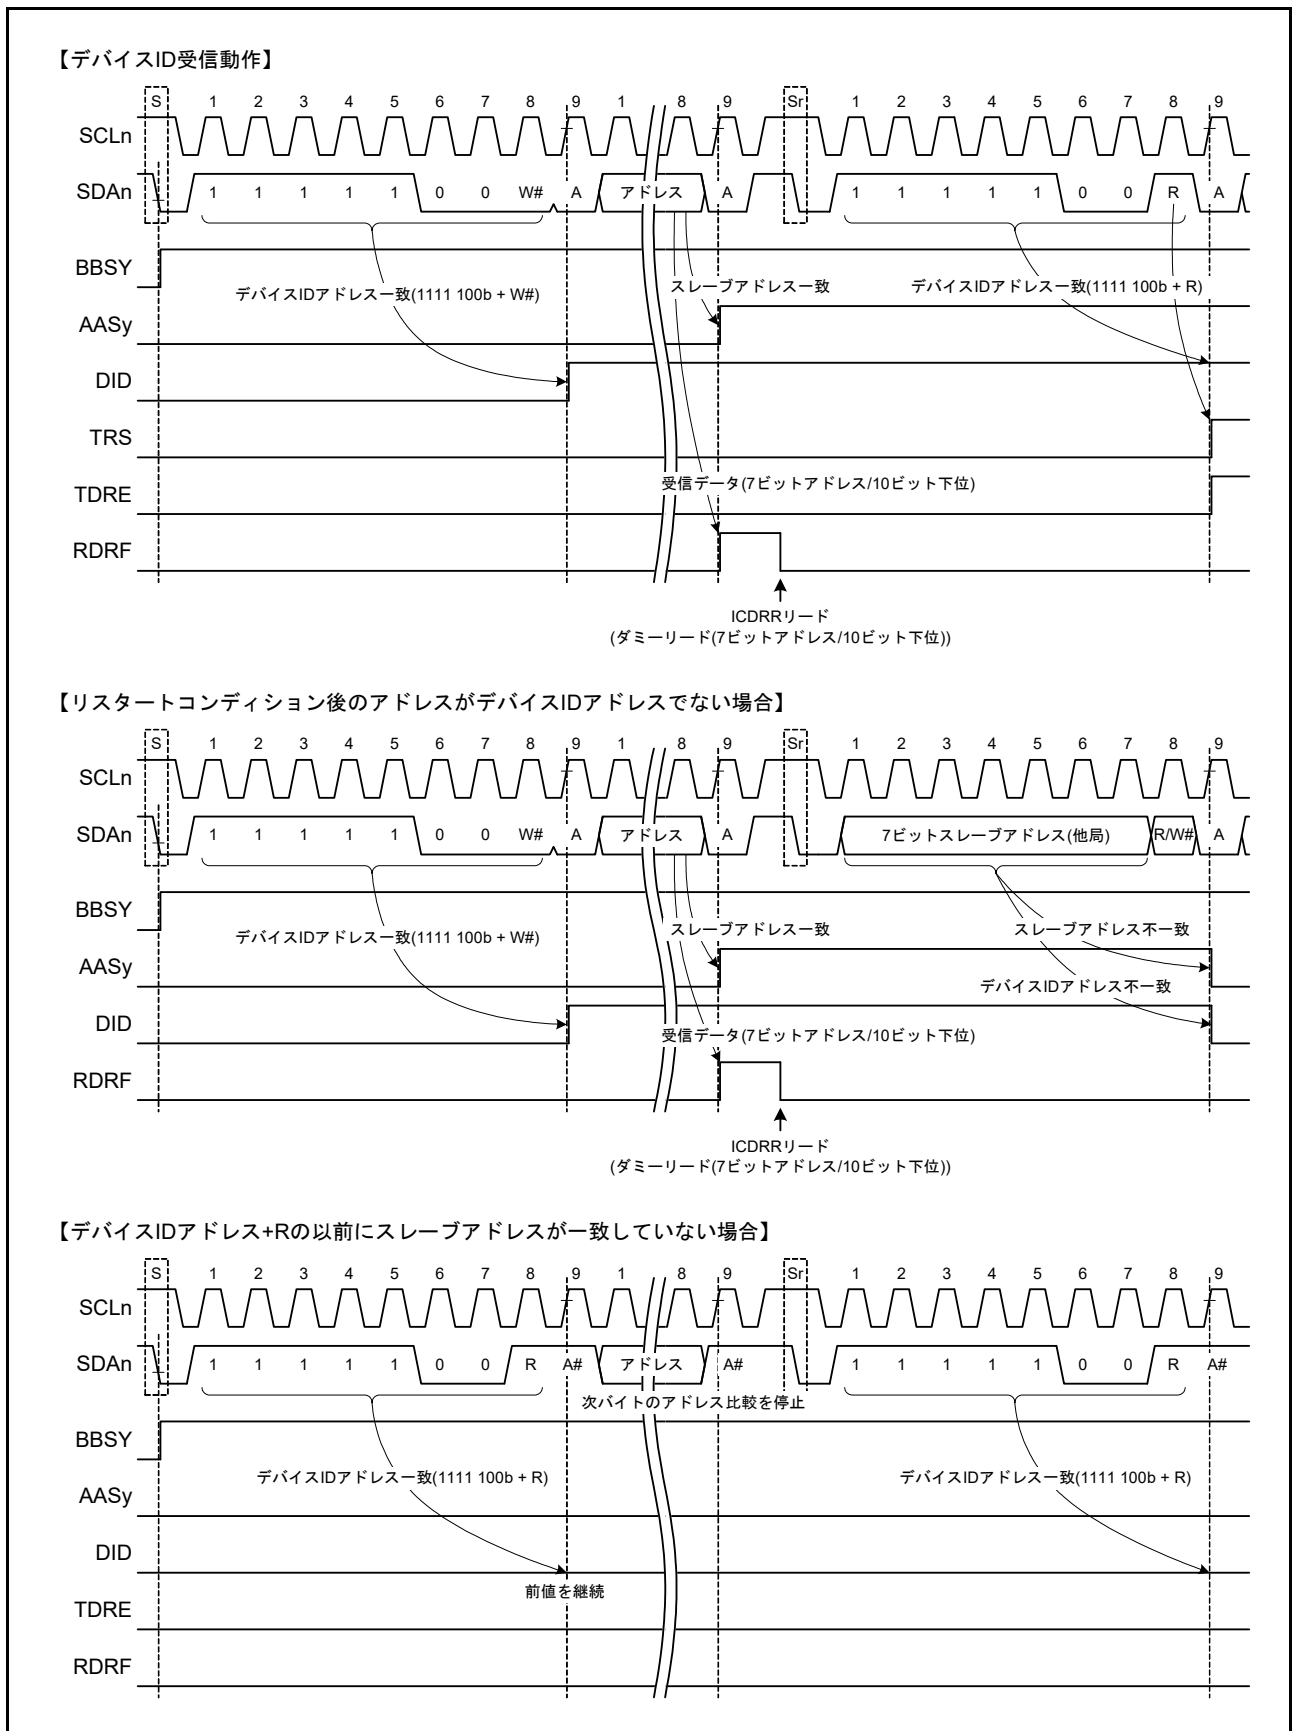 【デバイスID受信動作】
S 1 2 3 4 5 6 7 8 9 1 8 9 Sr 1 2 3 4 5 6 7 8 9
SCLn
SDAn 1 1 1 1 1 0 0 W# A アドレス A 1 1 1 1 1 0 0 R A
BBSY
デバイスIDアドレス一致(1111 100b + W#) スレーブアドレス一致 デバイスIDアドレス一致(1111 100b + R)
AASy
DID
TRS
受信データ(7ビットアドレス/10ビット下位)
TDRE
RDRF
ICDRRリード
(ダミーリード(7ビットアドレス/10ビット下位))
【リスタートコンディション後のアドレスがデバイスIDアドレスでない場合】
S 1 2 3 4 5 6 7 8 9 1 8 9 Sr 1 2 3 4 5 6 7 8 9
SCLn
SDAn 1 1 1 1 1 0 0 W# A アドレス A 7ビットスレーブアドレス(他局) R/W# A
BBSY
デバイスIDアドレス一致(1111 100b + W#) スレーブアドレス一致 スレーブアドレス不一致
AASy
デバイスIDアドレス不一致
DID
受信データ(7ビットアドレス/10ビット下位)
RDRF
ICDRRリード
(ダミーリード(7ビットアドレス/10ビット下位))
【デバイスIDアドレス+Rの以前にスレーブアドレスが一致していない場合】
S 1 2 3 4 5 6 7 8 9 1 8 9 Sr 1 2 3 4 5 6 7 8 9
SCLn
SDAn 1 1 1 1 1 0 0 R A# アドレス A# 1 1 1 1 1 0 0 R A#
次バイトのアドレス比較を停止
BBSY
デバイスIDアドレス一致(1111 100b + R) デバイスIDアドレス一致(1111 100b + R)
AASy
DID
前値を継続
TDRE
RDRF